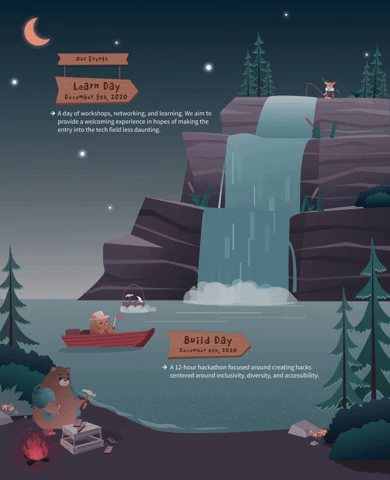 Our Events
Learn Day
December 5th, 2020
→ A day of workshops, networking, and learning. We aim to
provide a welcoming experience in hopes of making the
entry into the tech field less daunting.
Build Day
December 6th, 2020
→ A 12-hour hackathon focused around creating hacks
centered around inclusivity, diversity, and accessibility.